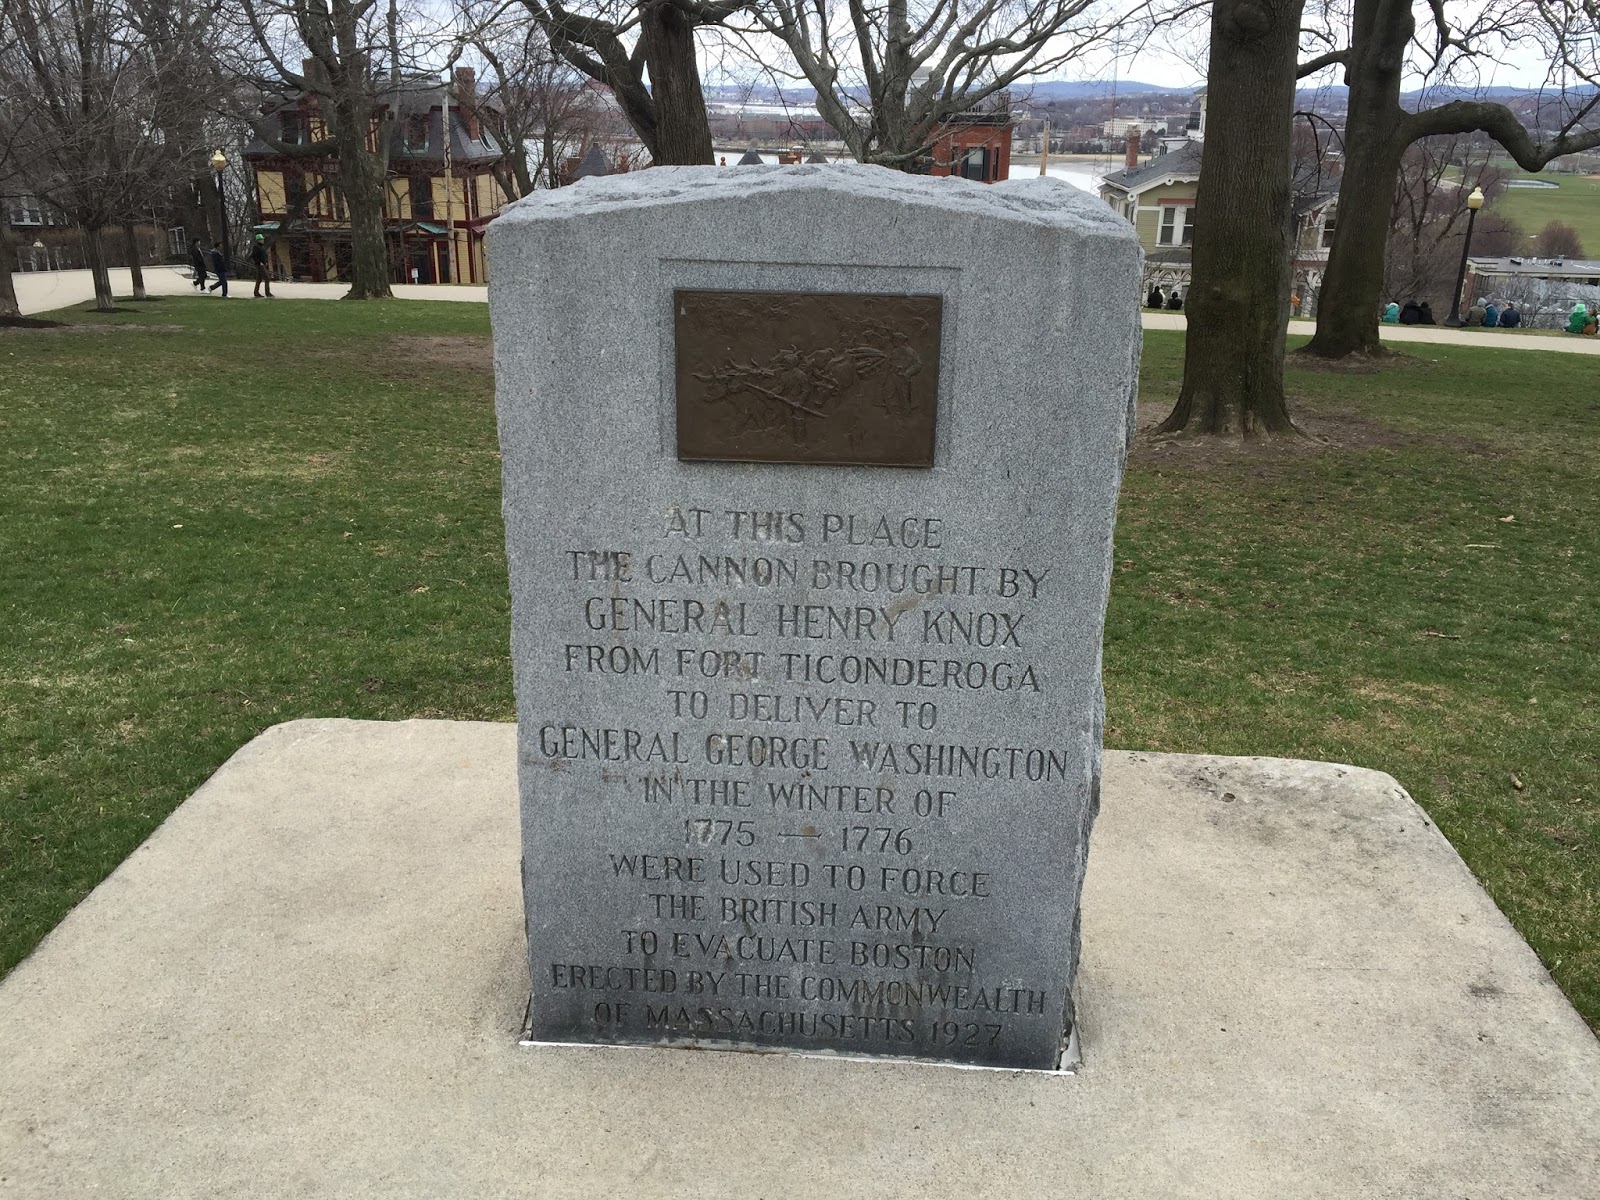 AT THIS PLACE
THE CANNON BROUGHT BY
GENERAL HENRY KNOX
FROM FORT TICONDEROGA
TO DELIVER TO
GENERAL GEORGE WASHINGTON
IN THE WINTER OF
1775 — 1776
WERE USED TO FORCE
THE BRITISH ARMY
TO EVACUATE BOSTON
ERECTED BY THE COMMONWEALTH
OF MASSACHUSETTS 1927